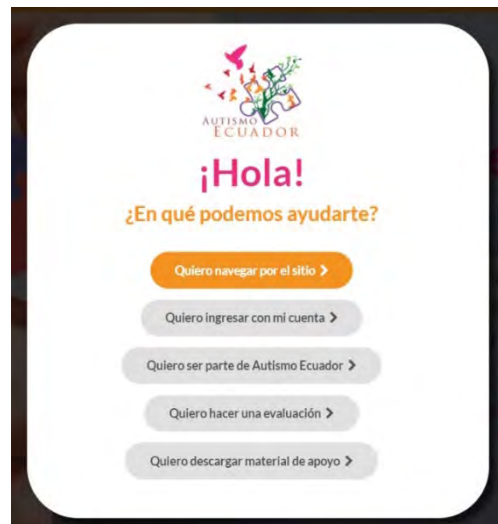 AUTISMO
ECUADOR
¡Hola!
¿En qué podemos ayudarte?
Quiero navegar por el sitio >
Quiero ingresar con mi cuenta >
Quiero ser parte de Autismo Ecuador >
Quiero hacer una evaluación >
Quiero descargar material de apoyo >